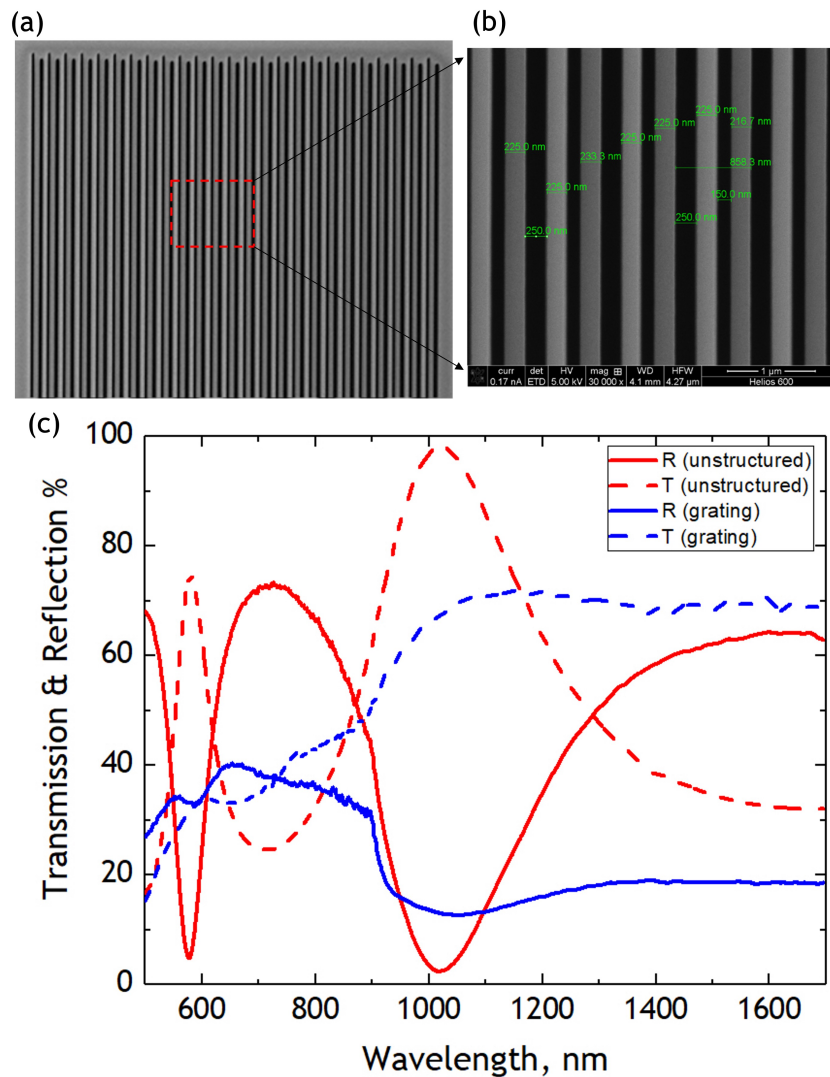 (a)
(b)
225.0 nm
216.7 nm
225.0 nm
225.0 nm
225.0 nm
233.3 nm
858.3 nm
225.0 nm
150.0 nm
250.0 nm
250.0 nm
curr det HV mag ⊞ WD HFW 1 µm
0.17 nA ETD 5.00 kV 30 000 x 4.1 mm 4.27 µm Helios 600
(c)
100
80
60
40
20
0
Transmission & Reflection %
R (unstructured)
T (unstructured)
R (grating)
T (grating)
600 800 1000 1200 1400 1600
Wavelength, nm